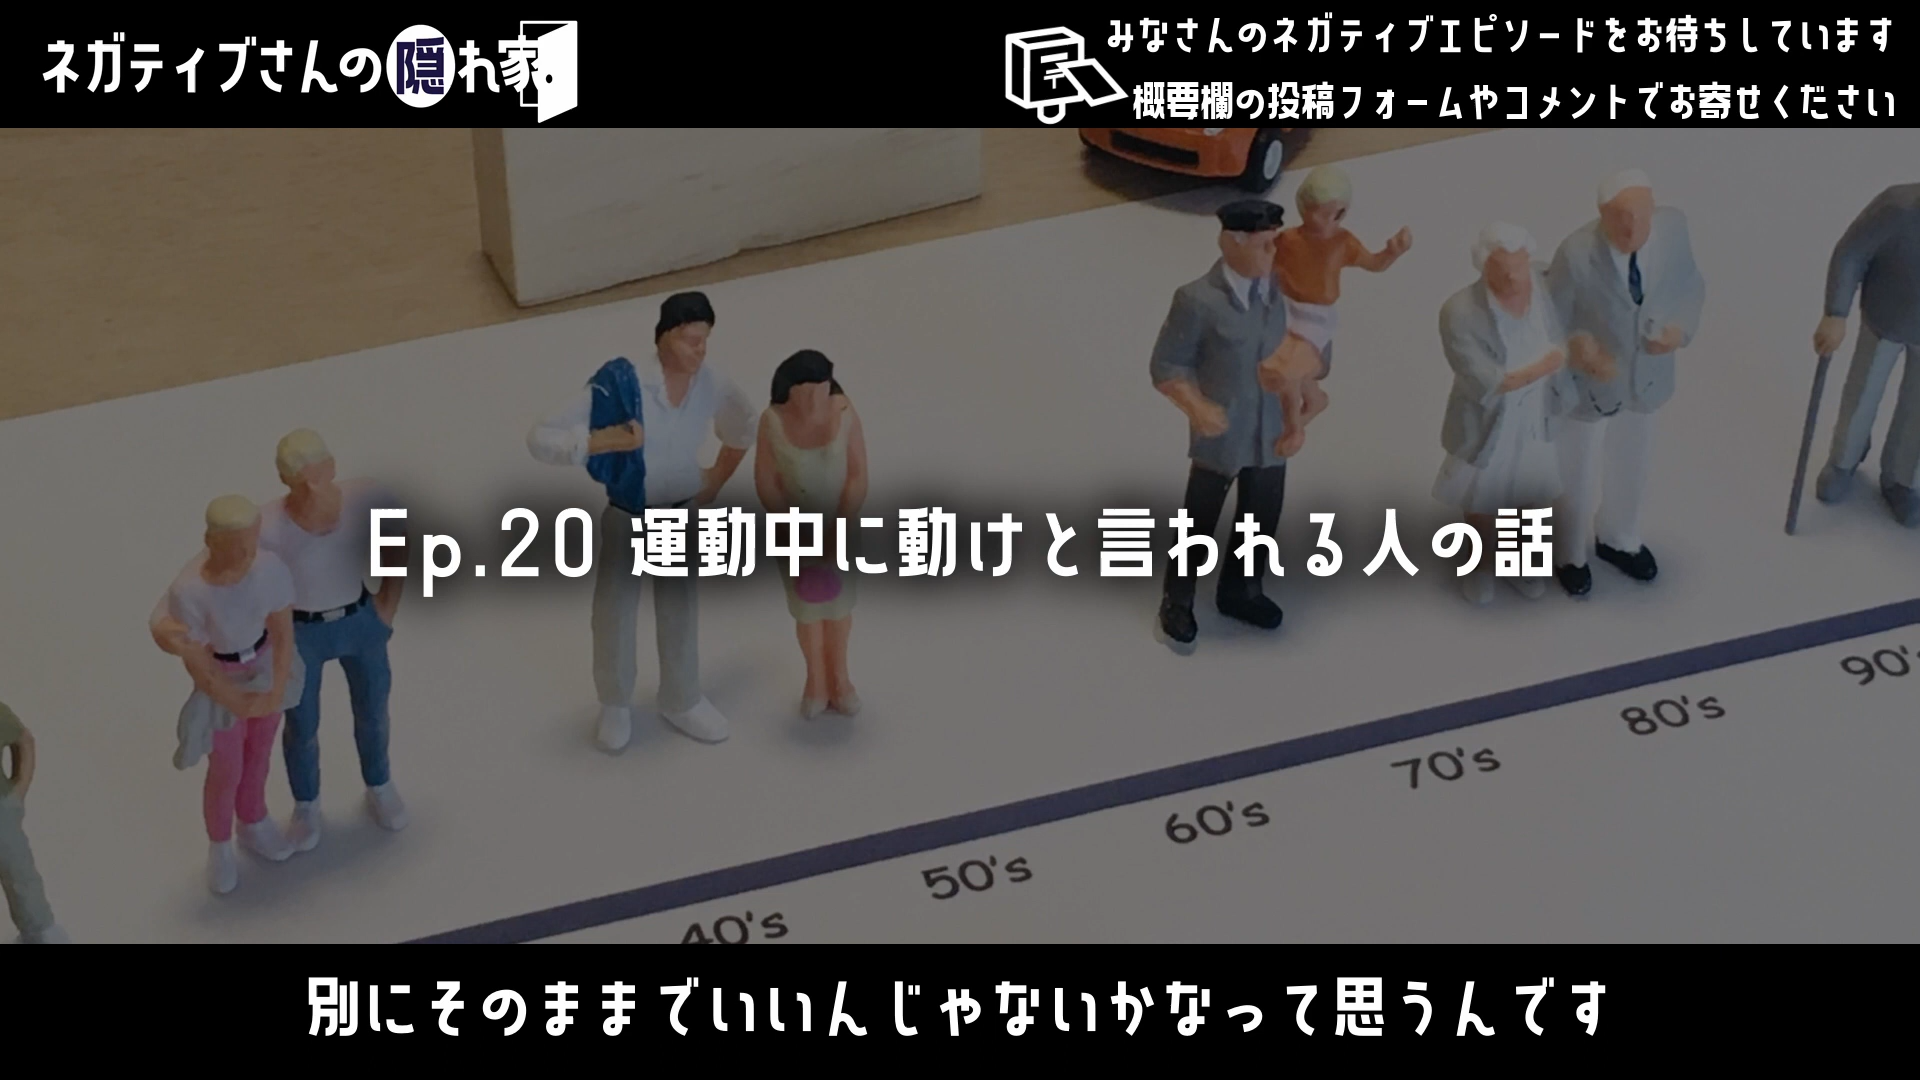 ネガティブさんの隠れ家
みなさんのネガティブエピソードをお待ちしています
概要欄の投稿フォームやコメントでお寄せください
Ep.20 運動中に動けと言われる人の話
40's
50's
60's
70's
80's
90's
別にそのままでいいんじゃないかなって思うんです